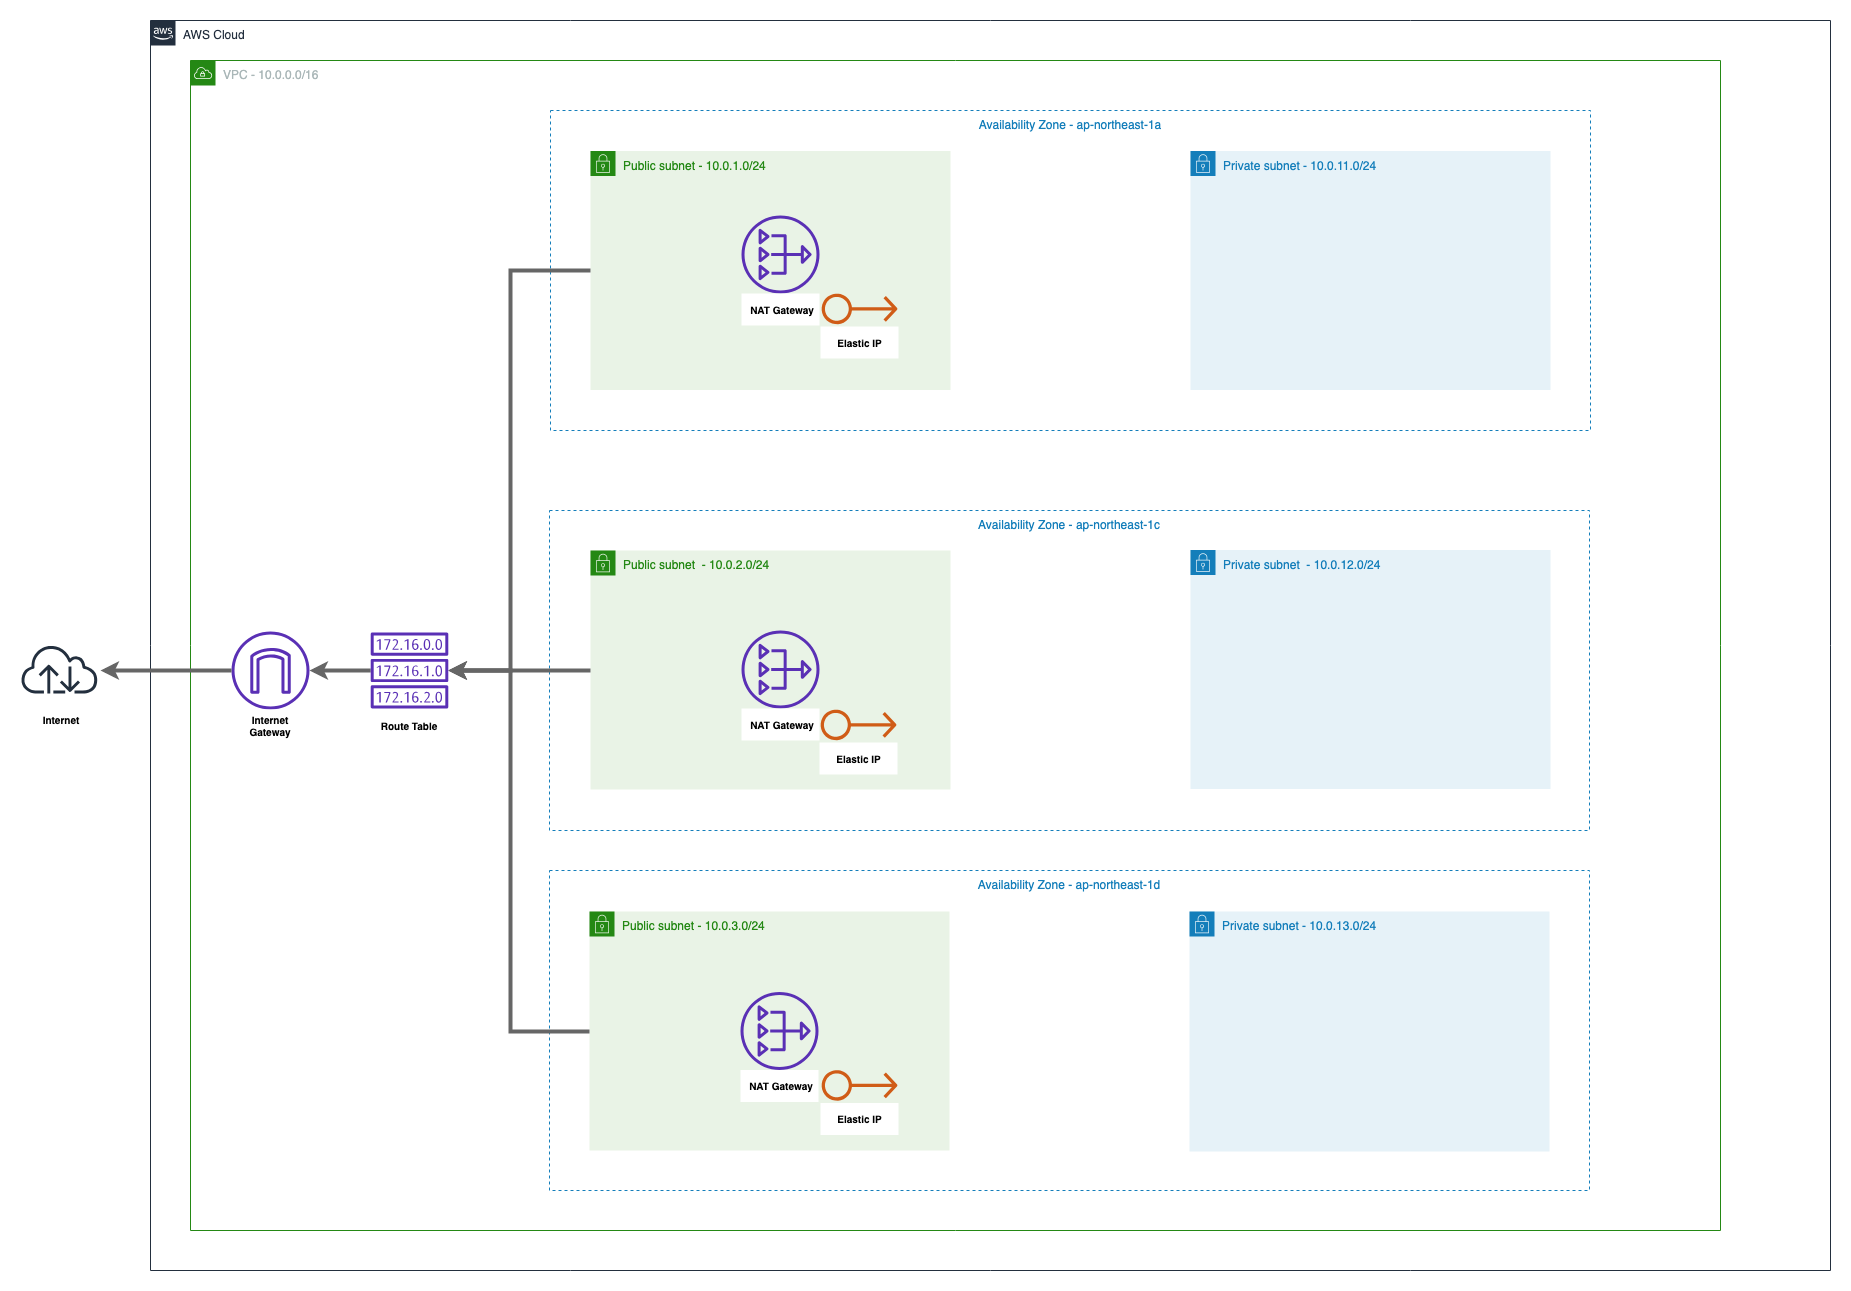 aws
AWS Cloud
VPC - 10.0.0.0/16
Availability Zone - ap-northeast-1a
Public subnet - 10.0.1.0/24
Private subnet - 10.0.11.0/24
NAT Gateway
Elastic IP
Availability Zone - ap-northeast-1c
Public subnet  - 10.0.2.0/24
Private subnet  - 10.0.12.0/24
172.16.0.0
172.16.1.0
172.16.2.0
Internet
Internet
Gateway
Route Table
NAT Gateway
Elastic IP
Availability Zone - ap-northeast-1d
Public subnet - 10.0.3.0/24
Private subnet - 10.0.13.0/24
NAT Gateway
Elastic IP